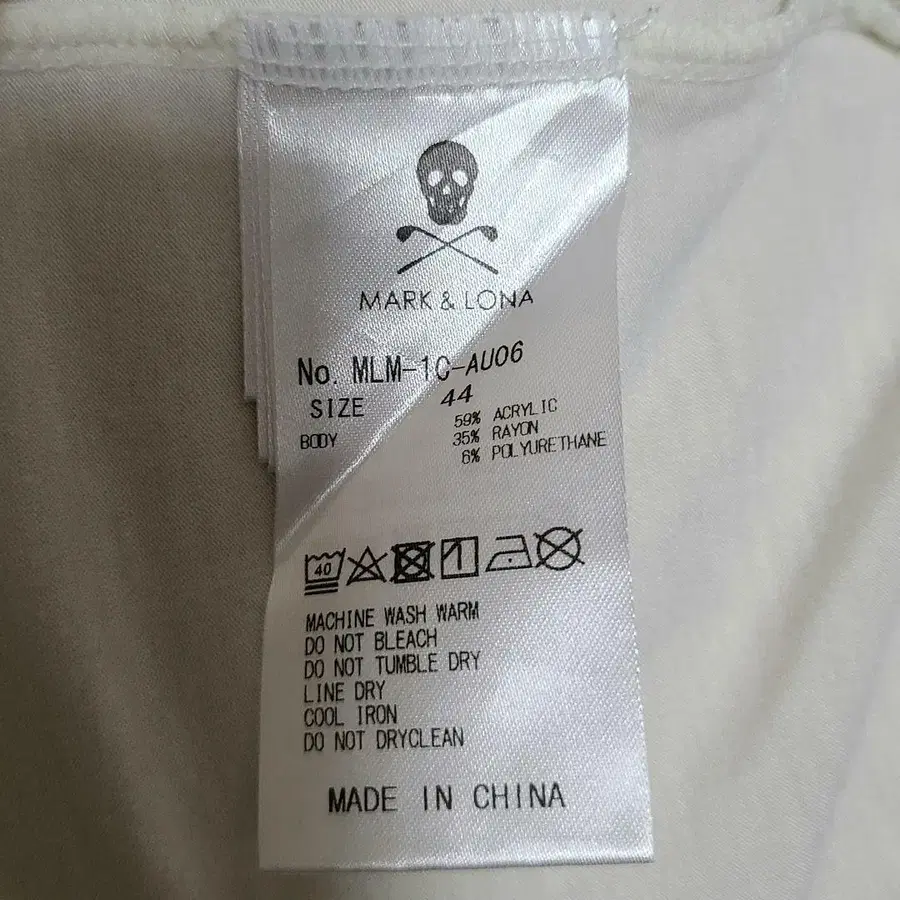 MARK & LONA
No. MLM-1C-AU06
SIZE 44
BODY 59% ACRYLIC
35% RAYON
6% POLYURETHANE
40
MACHINE WASH WARM
DO NOT BLEACH
DO NOT TUMBLE DRY
LINE DRY
COOL IRON
DO NOT DRYCLEAN
MADE IN CHINA